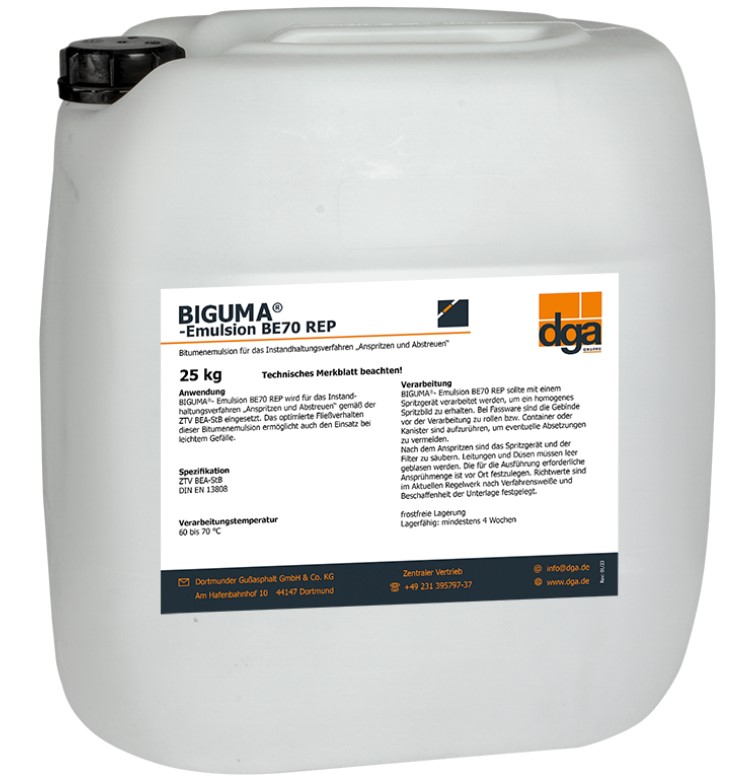 BIGUMA®
-Emulsion BE70 REP
Bitumenemulsion für das Instandhaltungsverfahren „Anspritzen und Abstreuen“
dga
GRUPPE
25 kg
Technisches Merkblatt beachten!
Anwendung
BIGUMA®- Emulsion BE70 REP wird für das Instand-
haltungsverfahren „Anspritzen und Abstreuen“ gemäß der
ZTV BEA-StB eingesetzt. Das optimierte Fließverhalten
dieser Bitumenemulsion ermöglicht auch den Einsatz bei
leichtem Gefälle.
Spezifikation
ZTV BEA-StB
DIN EN 13808
Verarbeitungstemperatur
60 bis 70 °C
Verarbeitung
BIGUMA®- Emulsion BE70 REP sollte mit einem
Spritzgerät verarbeitet werden, um ein homogenes
Spritzbild zu erhalten. Bei Fassware sind die Gebinde
vor der Verarbeitung zu rollen bzw. Container oder
Kanister sind aufzurühren, um eventuelle Absetzungen
zu vermeiden.
Nach dem Anspritzen sind das Spritzgerät und der
Filter zu säubern. Leitungen und Düsen müssen leer
geblasen werden. Die für die Ausführung erforderliche
Ansprühmenge ist vor Ort festzulegen. Richtwerte sind
im Aktuellen Regelwerk nach Verfahrensweiße und
Beschaffenheit der Unterlage festgelegt.
frostfreie Lagerung
Lagerfähig: mindestens 4 Wochen
Dortmunder Gußasphalt GmbH & Co. KG
Am Hafenbahnhof 10 44147 Dortmund
Zentraler Vertrieb
+49 231 395797-37
info@dga.de
www.dga.de